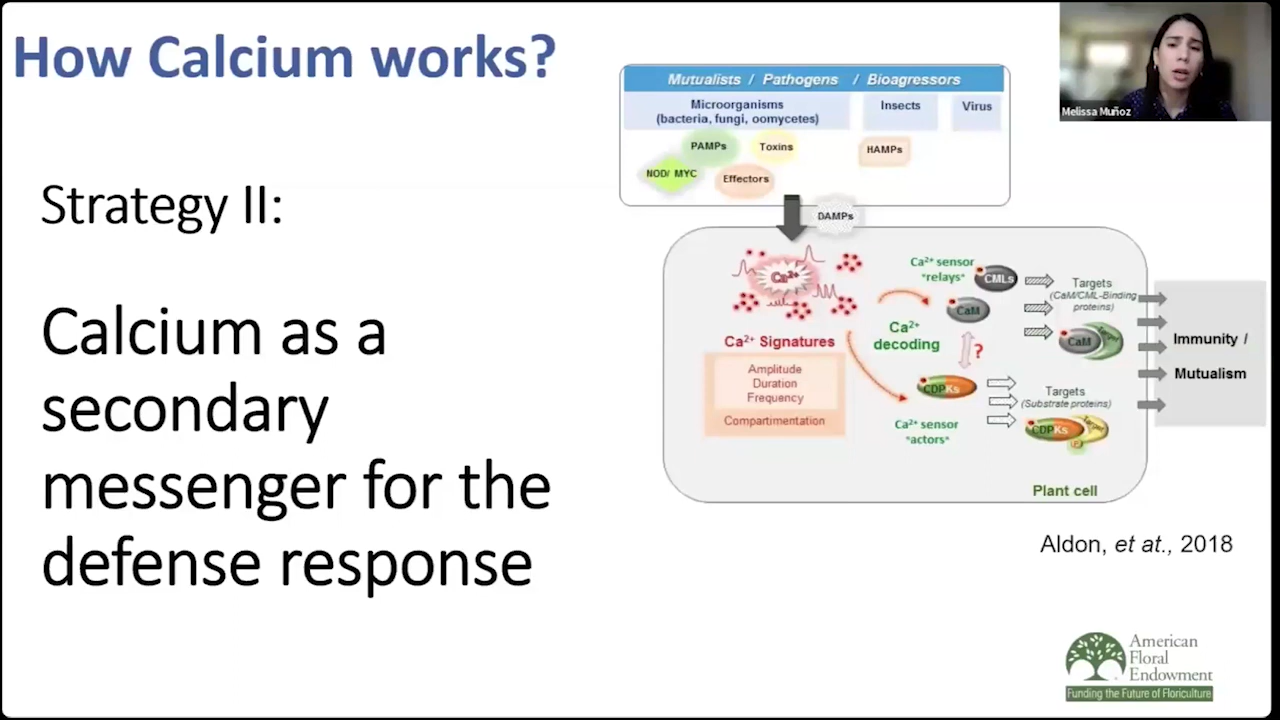 How Calcium works?
Melissa Muñoz
Strategy II:
Calcium as a
secondary
messenger for the
defense response
Mutualists / Pathogens / Bioagressors
Microorganisms
(bacteria, fungi, oomycetes)
Insects
Virus
PAMPs
Toxins
HAMPs
NOD/ MYC
Effectors
DAMPs
Ca²⁺
Ca²⁺ Signatures
Amplitude
Duration
Frequency
Compartimentation
Ca²⁺ sensor
"relays"
CMLs
CaM
Ca²⁺
decoding
?
CDPKs
Ca²⁺ sensor
"actors"
Targets
(CaM/CML-Binding
proteins)
CaM
Target
Targets
(Substrate proteins)
CDPKs
Target
P
Plant cell
Immunity /
Mutualism
Aldon, et at., 2018
American
Floral
Endowment
Funding the Future of Floriculture